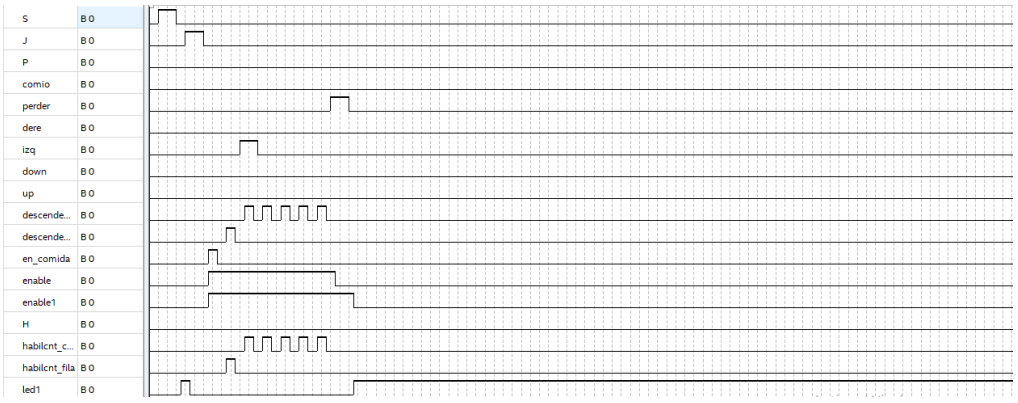 S B 0
J B 0
P B 0
comio B 0
perder B 0
dere B 0
izq B 0
down B 0
up B 0
descende... B 0
descende... B 0
en_comida B 0
enable B 0
enable1 B 0
H B 0
habilcnt_c... B 0
habilcnt_fila B 0
led1 B 0